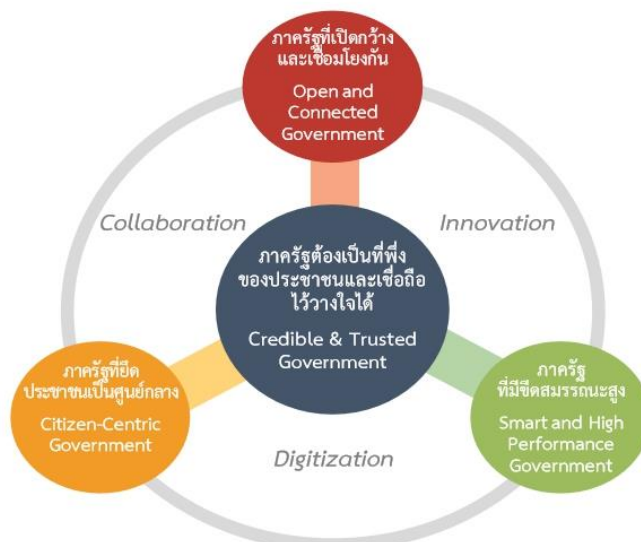 ภาครัฐที่เปิดกว้าง
และเชื่อมโยงกัน
Open and
Connected
Government
Collaboration
Innovation
ภาครัฐต้องเป็นที่พึ่ง
ของประชาชนและเชื่อถือ
ไว้วางใจได้
Credible & Trusted
Government
ภาครัฐที่ยึด
ประชาชนเป็นศูนย์กลาง
Citizen-Centric
Government
ภาครัฐ
ที่มีขีดสมรรถนะสูง
Smart and High
Performance
Government
Digitization